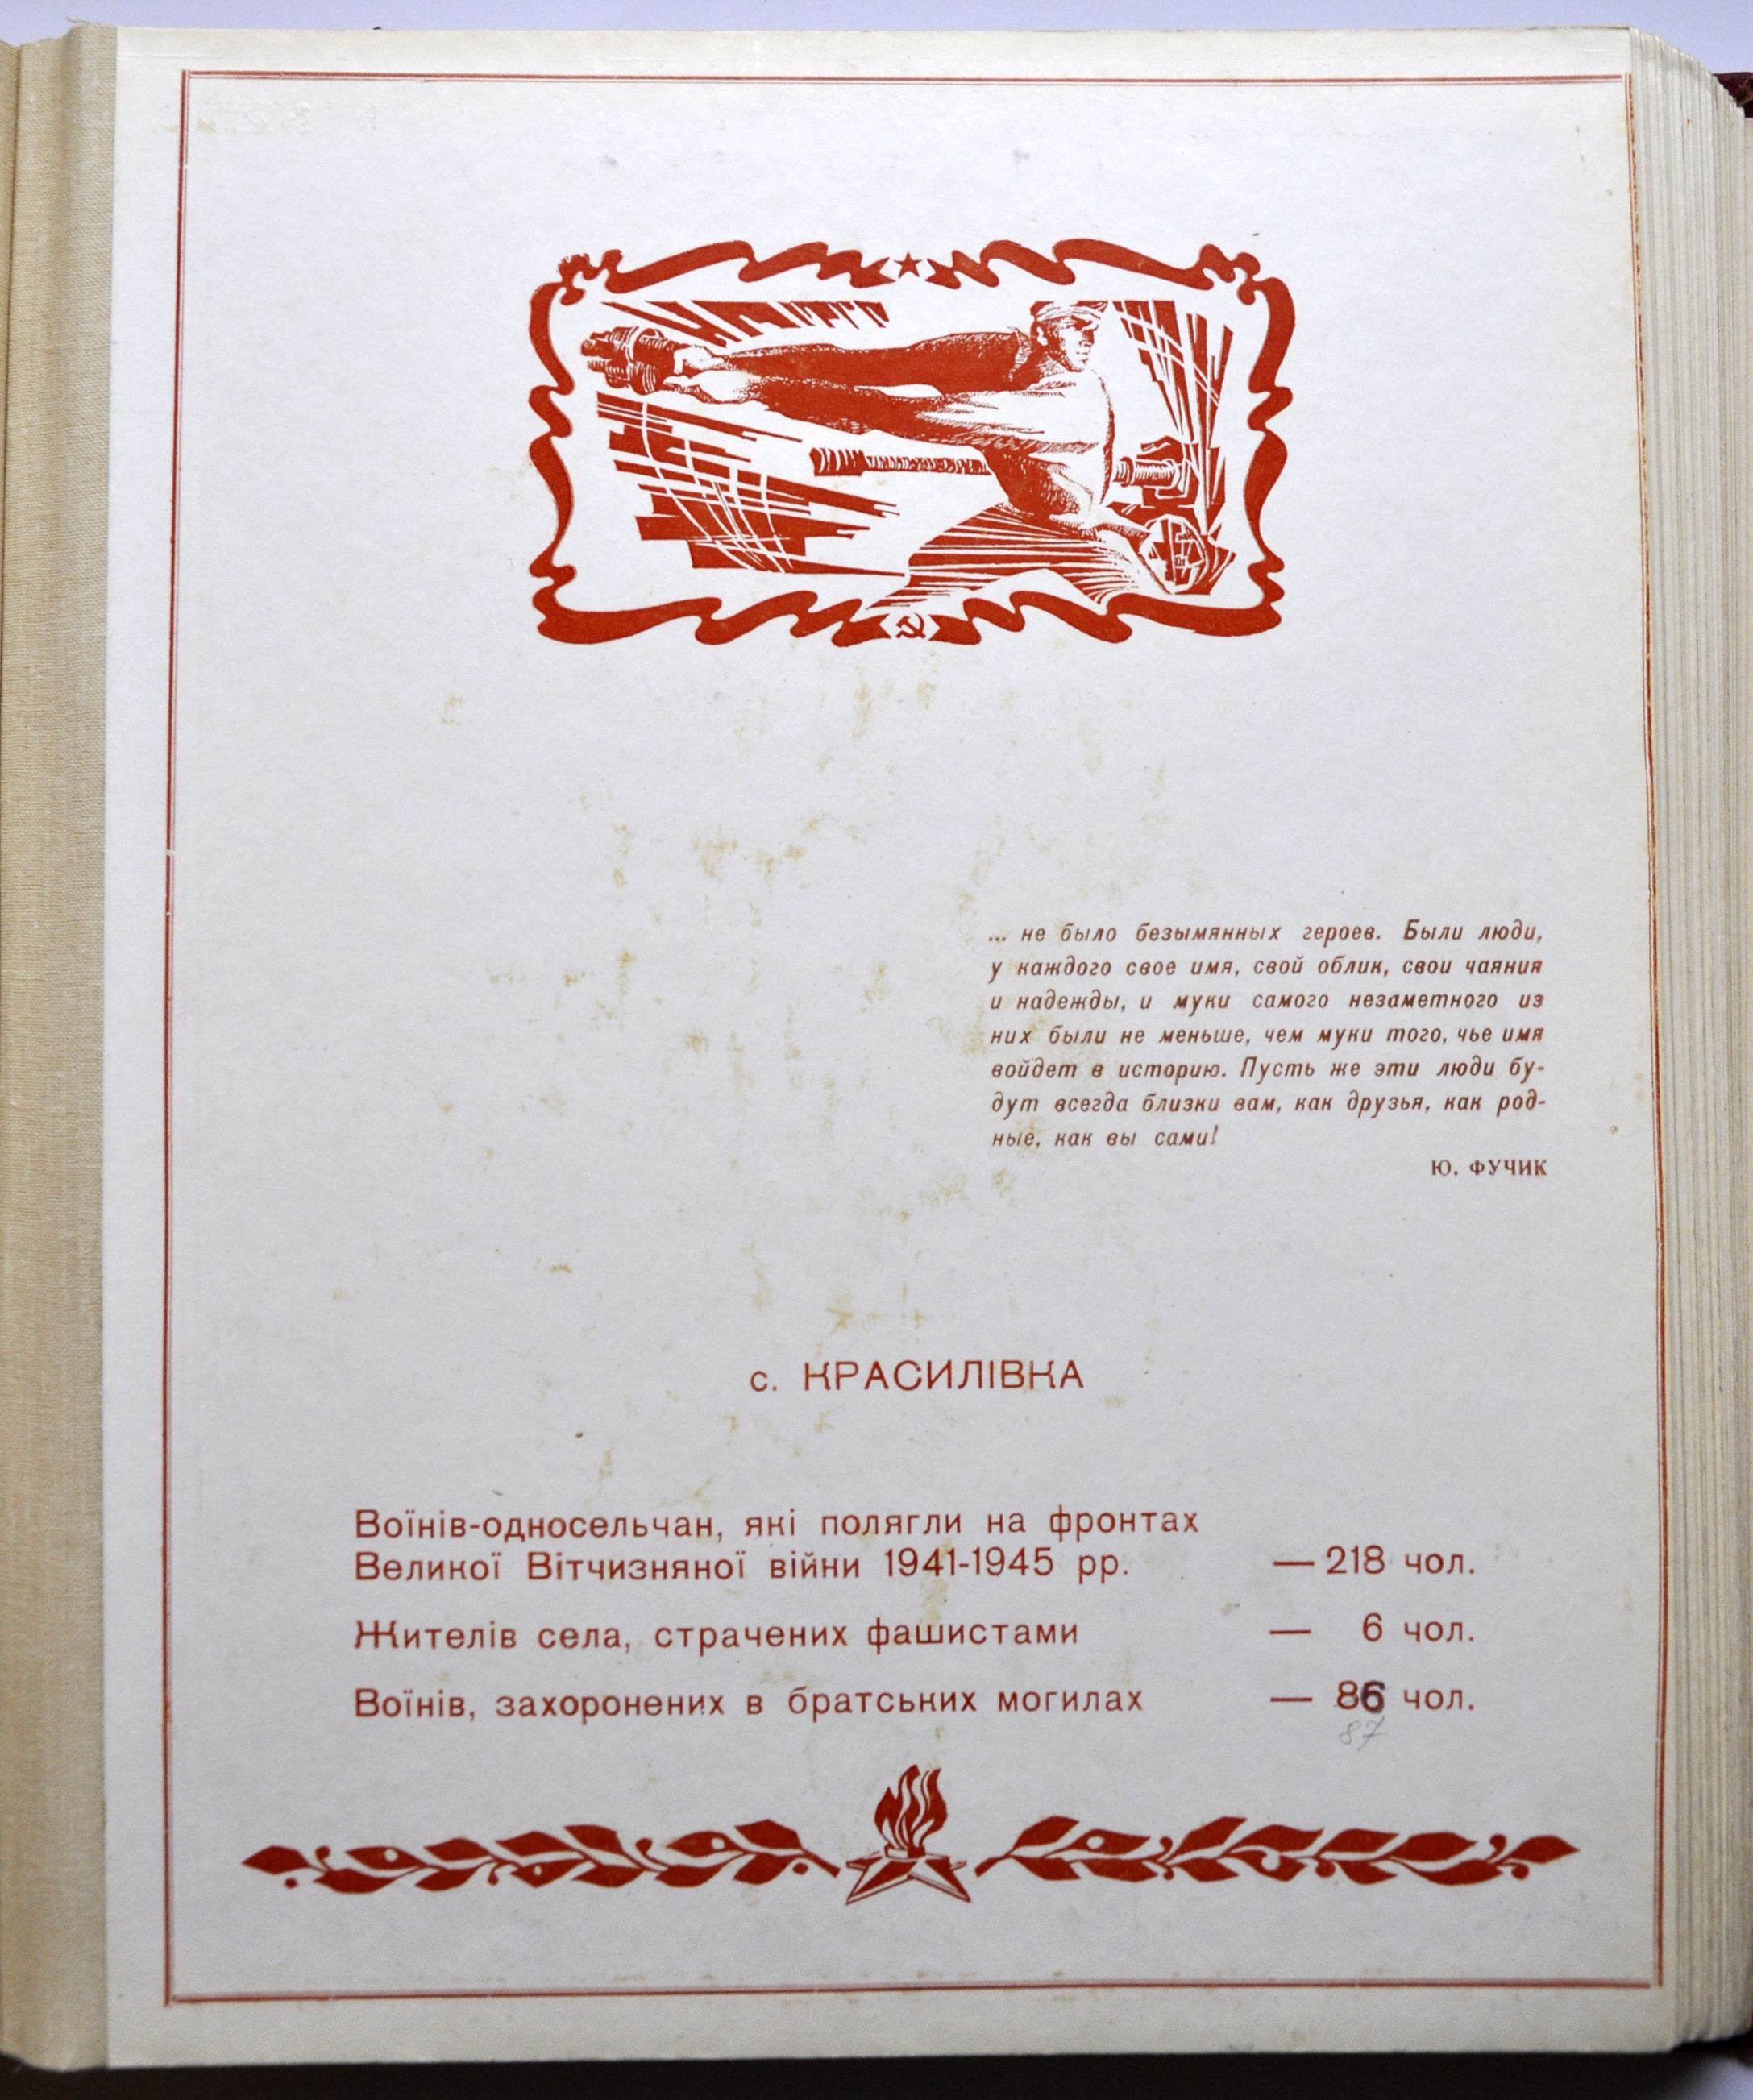 ... не было безымянных героев. Были люди,
у каждого свое имя, свой облик, свои чаяния
и надежды, и муки самого незаметного из
них были не меньше, чем муки того, чье имя
войдет в историю. Пусть же эти люди бу-
дут всегда близки вам, как друзья, как род-
ные, как вы сами!
Ю. ФУЧИК
с. КРАСИЛІВКА
Воїнів-односельчан, які полягли на фронтах
Великої Вітчизняної війни 1941-1945 рр. — 218 чол.
Жителів села, страчених фашистами — 6 чол.
Воїнів, захоронених в братських могилах — 86 чол.
87